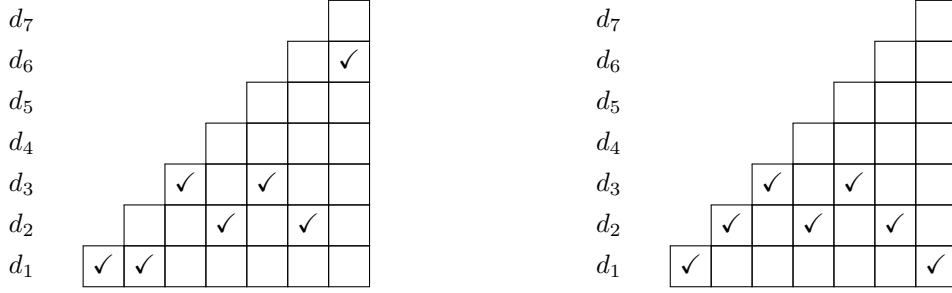 d₇ d₇
d₆ ✓ d₆
d₅ d₅
d₄ d₄
d₃ ✓ ✓ d₃ ✓ ✓
d₂ ✓ ✓ d₂ ✓ ✓ ✓
d₁ ✓ ✓ d₁ ✓ ✓